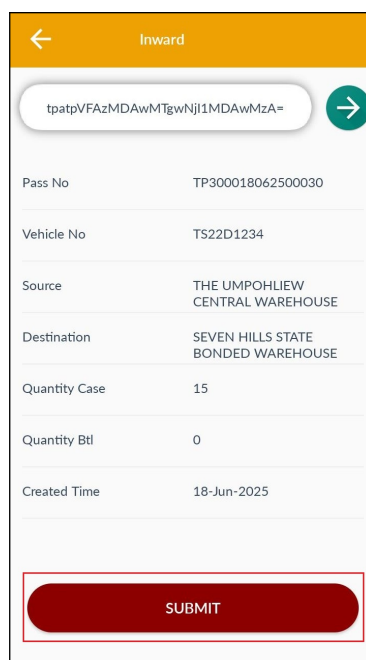 Inward
tpatpVFAzMDAwMTgwNjI1MDAwMzA=
Pass No TP300018062500030
Vehicle No TS22D1234
Source THE UMPOHLIEW
CENTRAL WAREHOUSE
Destination SEVEN HILLS STATE
BONDED WAREHOUSE
Quantity Case 15
Quantity Btl 0
Created Time 18-Jun-2025
SUBMIT